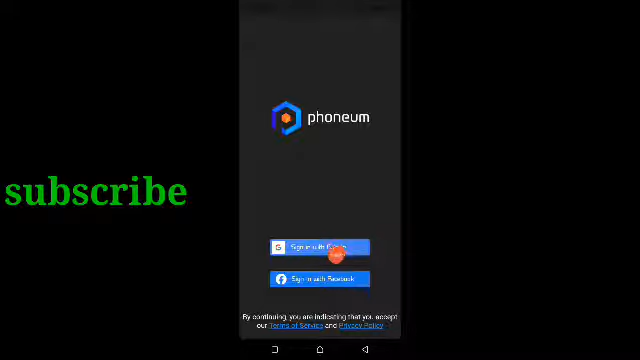 phoneum
subscribe
G Sign in with Google
Sign in with Facebook
By continuing, you are indicating that you accept
our Terms of Service and Privacy Policy